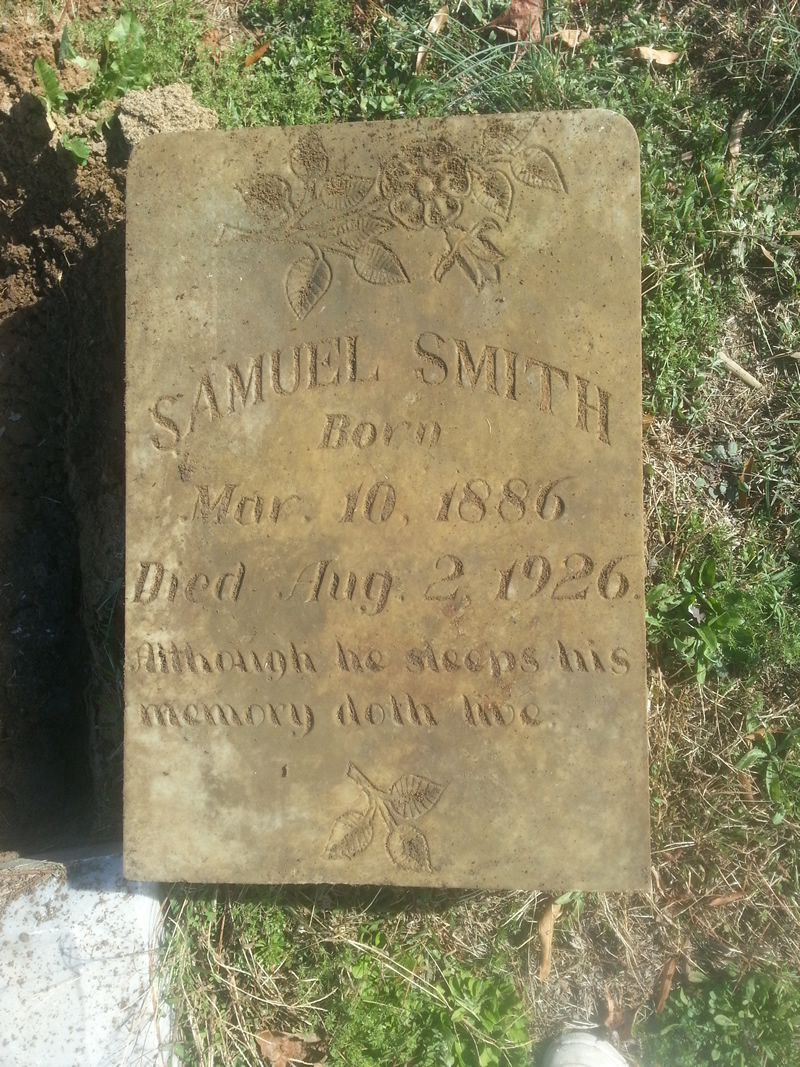 SAMUEL SMITH
Born
Mar. 10, 1886
Died Aug. 2, 1926.
Although he sleeps his
memory doth live.